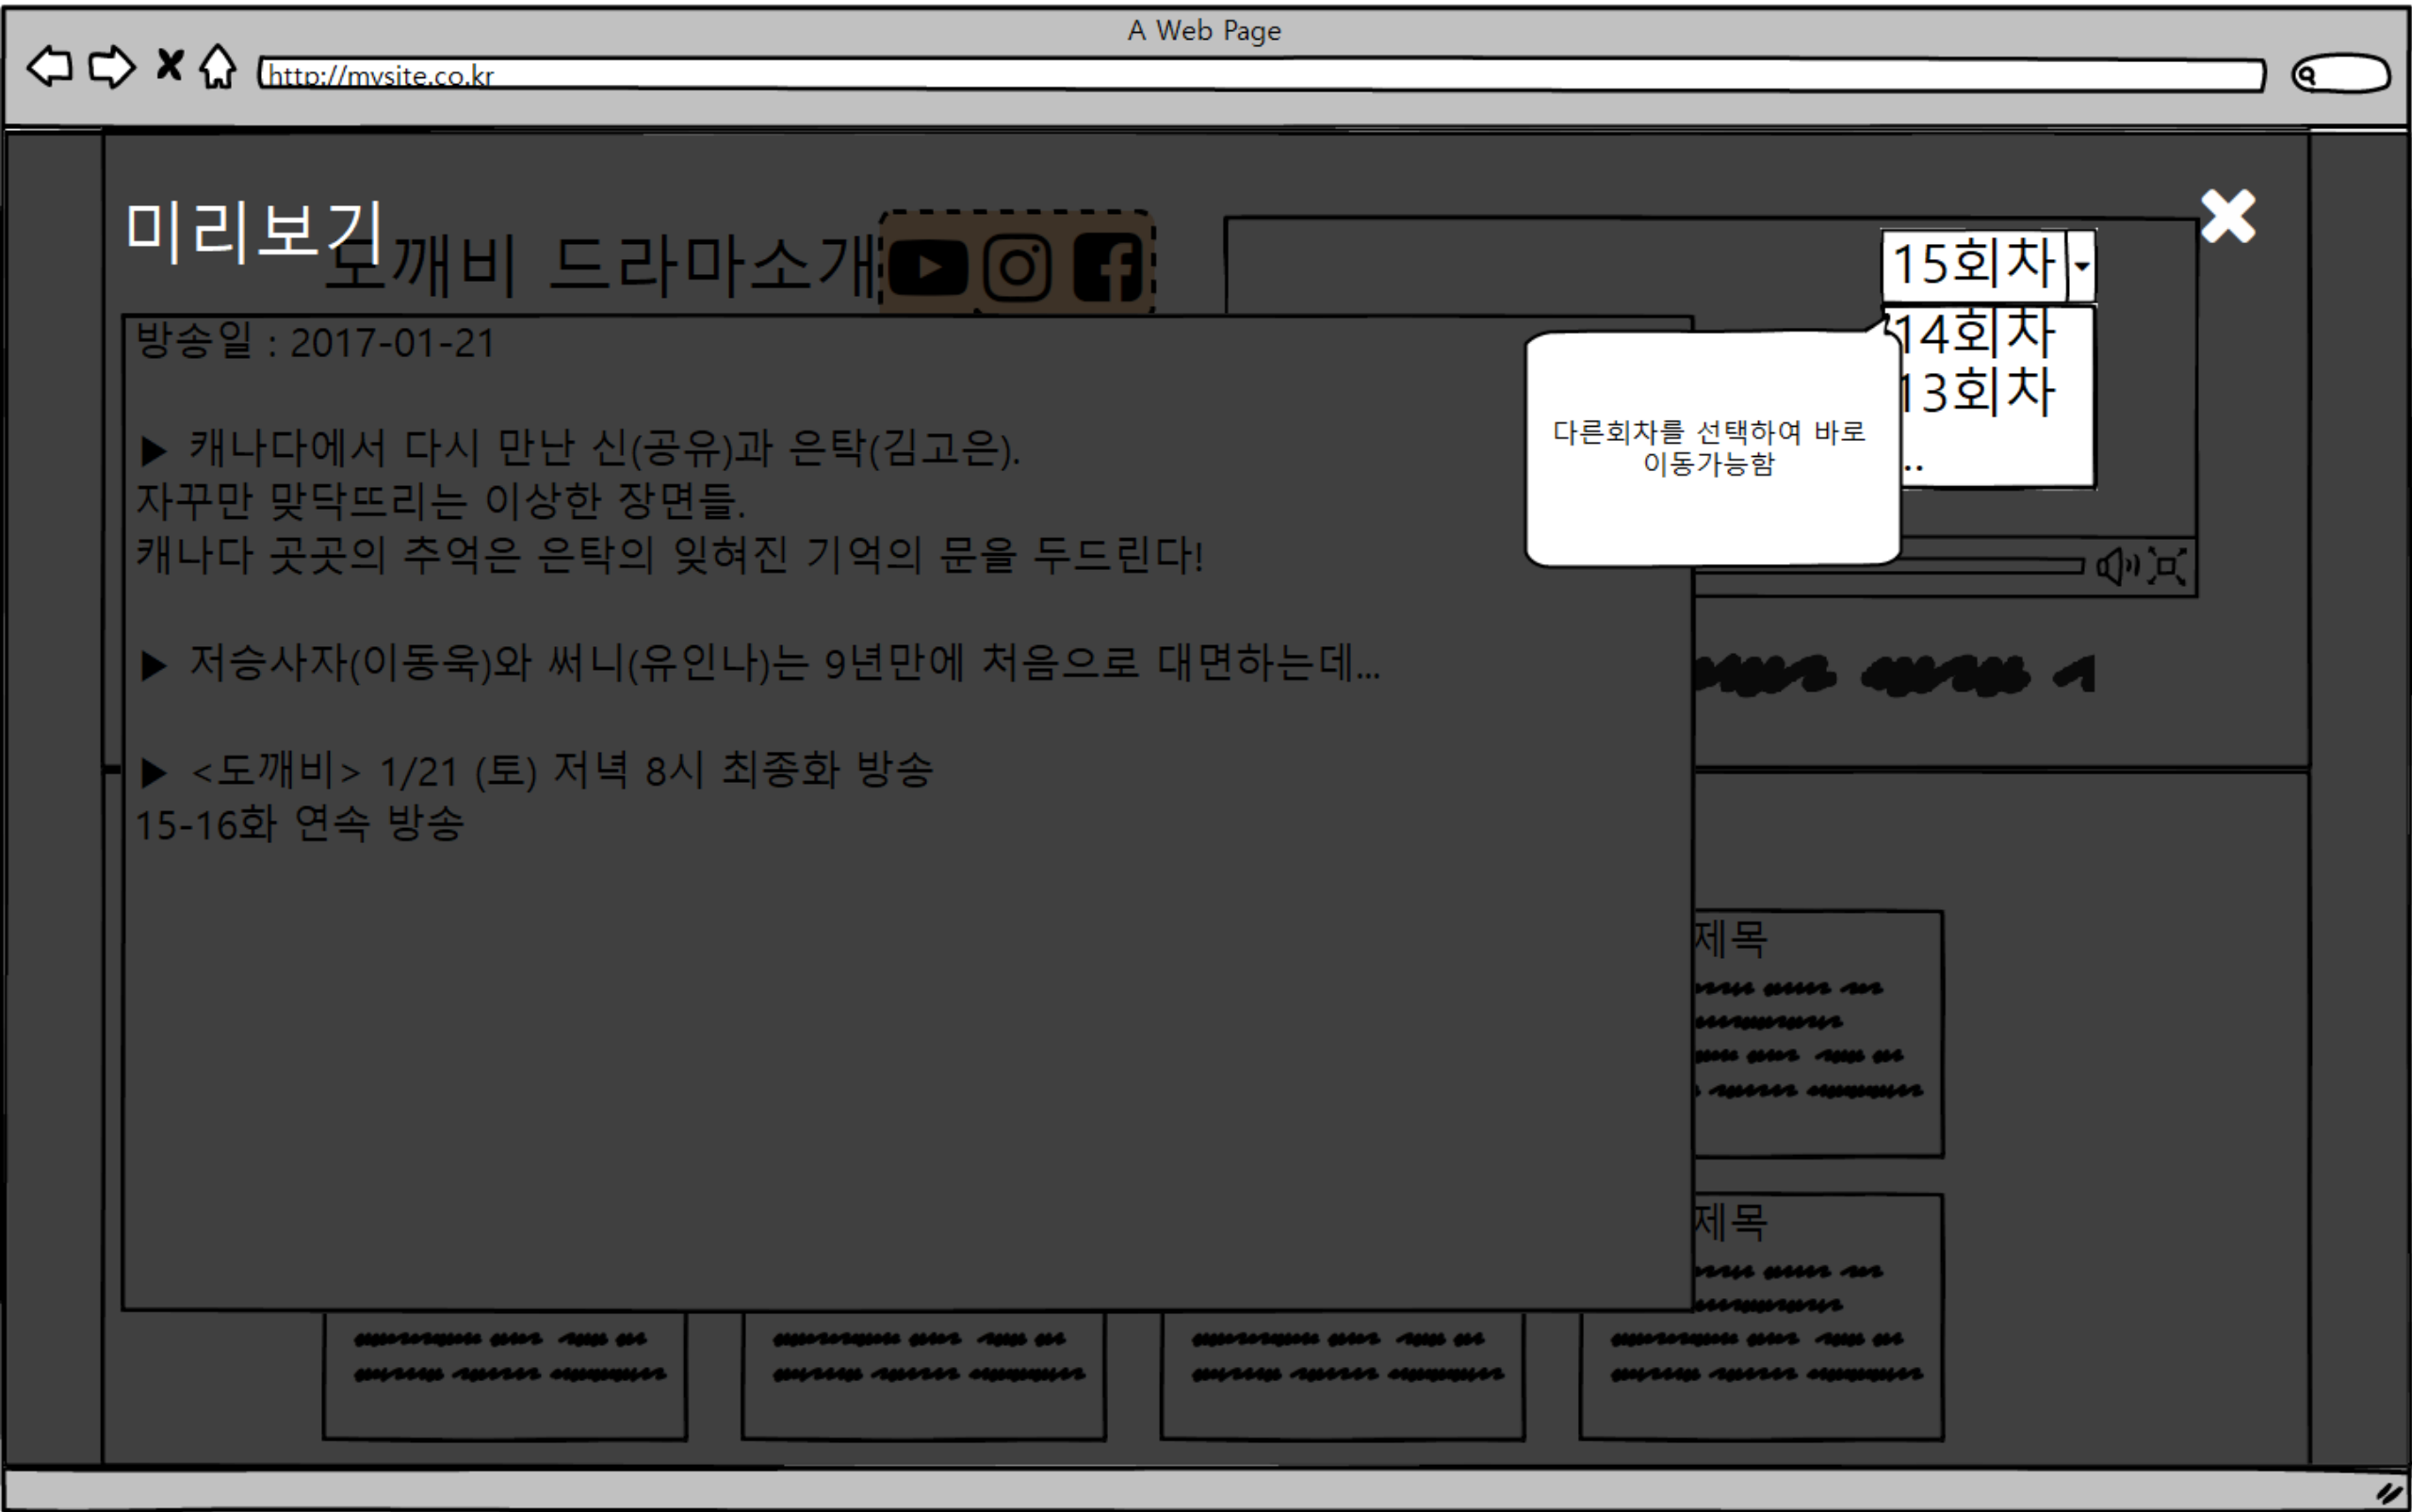 A Web Page
http://mysite.co.kr
미리보기
도깨비 드라마소개
15회차
14회차
13회차
..
방송일 : 2017-01-21
▶ 캐나다에서 다시 만난 신(공유)과 은탁(김고은).
자꾸만 맞닥뜨리는 이상한 장면들.
캐나다 곳곳의 추억은 은탁의 잊혀진 기억의 문을 두드린다!
▶ 저승사자(이동욱)와 써니(유인나)는 9년만에 처음으로 대면하는데...
▶ <도깨비> 1/21 (토) 저녁 8시 최종화 방송
15-16화 연속 방송
다른회차를 선택하여 바로
이동가능함
제목
제목